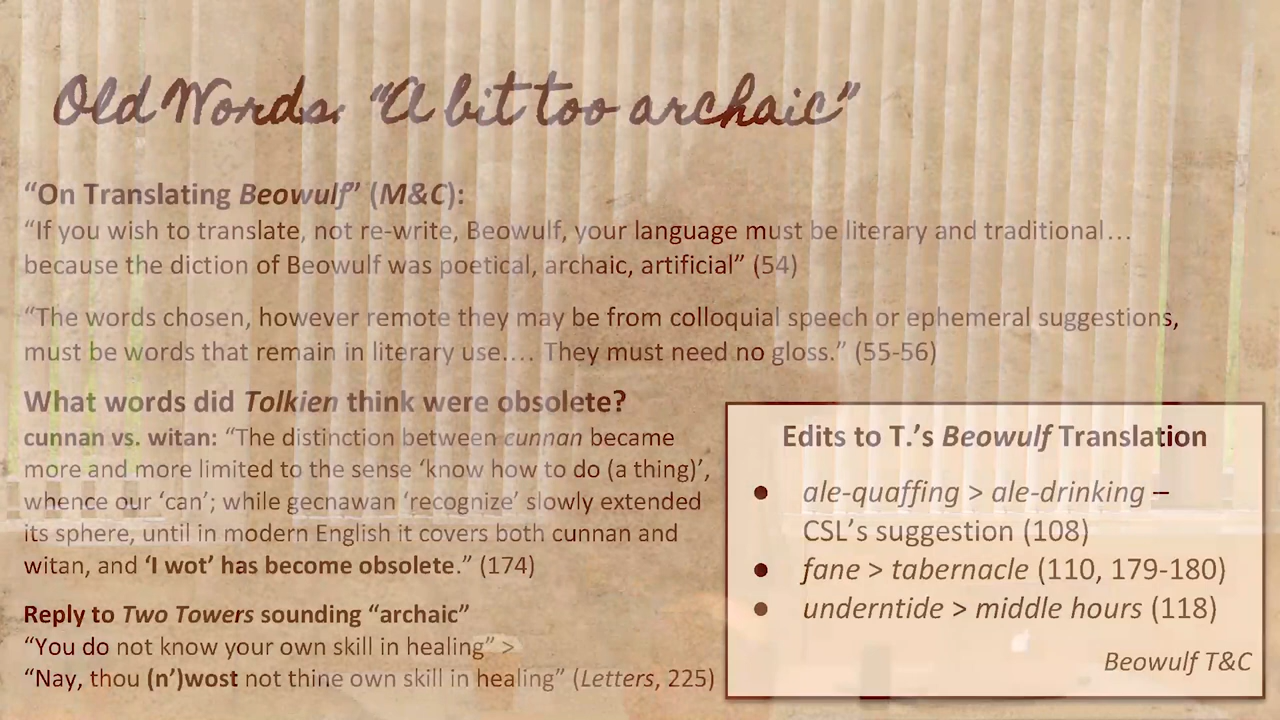 Old Words: “A bit too archaic”
“On Translating Beowulf” (M&C):
“If you wish to translate, not re-write, Beowulf, your language must be literary and traditional…
because the diction of Beowulf was poetical, archaic, artificial” (54)
“The words chosen, however remote they may be from colloquial speech or ephemeral suggestions,
must be words that remain in literary use…. They must need no gloss.” (55-56)
What words did Tolkien think were obsolete?
cunnan vs. witan: “The distinction between cunnan became
more and more limited to the sense ‘know how to do (a thing)’,
whence our ‘can’; while gecnawan ‘recognize’ slowly extended
its sphere, until in modern English it covers both cunnan and
witan, and ‘I wot’ has become obsolete.” (174)
Reply to Two Towers sounding “archaic”
“You do not know your own skill in healing” >
“Nay, thou (n’)wost not thine own skill in healing” (Letters, 225)
Edits to T.’s Beowulf Translation
● ale-quaffing > ale-drinking –
CSL’s suggestion (108)
● fane > tabernacle (110, 179-180)
● underntide > middle hours (118)
Beowulf T&C